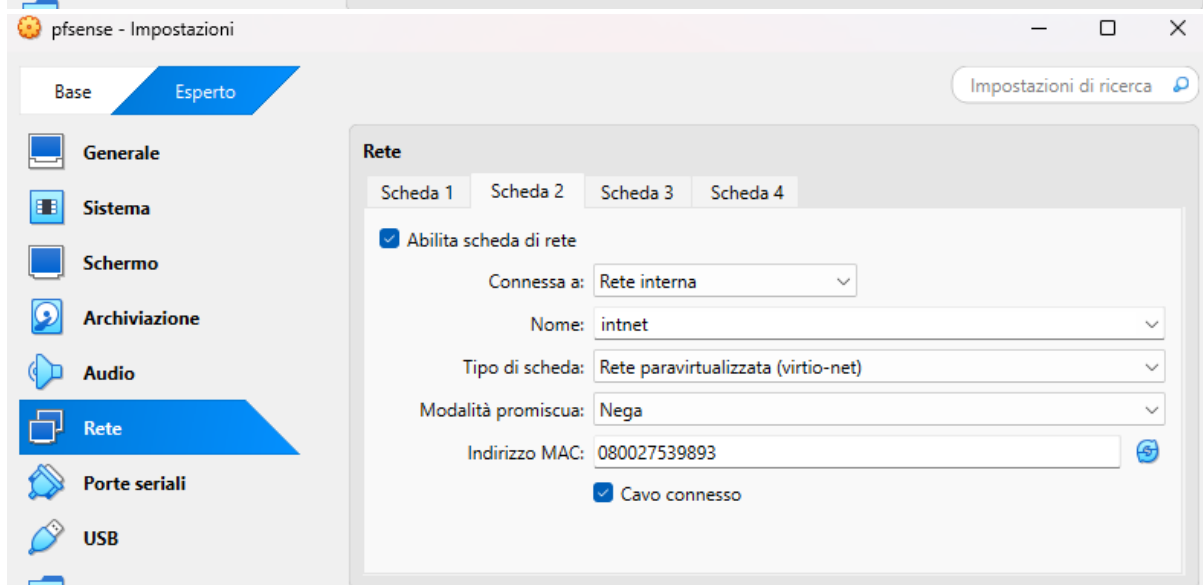 pfsense - Impostazioni
Base Esperto
Impostazioni di ricerca
Generale
Sistema
Schermo
Archiviazione
Audio
Rete
Porte seriali
USB
Rete
Scheda 1 Scheda 2 Scheda 3 Scheda 4
Abilita scheda di rete
Connessa a: Rete interna
Nome: intnet
Tipo di scheda: Rete paravirtualizzata (virtio-net)
Modalità promiscua: Nega
Indirizzo MAC: 080027539893
Cavo connesso